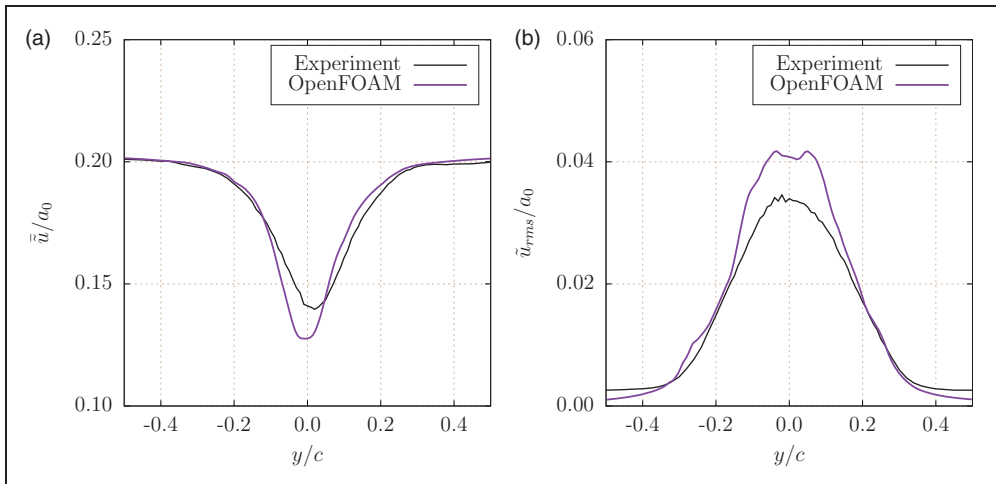 (a)
0.25
0.20
0.15
0.10
ũ̄/a₀
Experiment
OpenFOAM
-0.4 -0.2 0.0 0.2 0.4
y/c
(b)
0.06
0.04
0.02
0.00
ũᵣₘₛ/a₀
Experiment
OpenFOAM
-0.4 -0.2 0.0 0.2 0.4
y/c